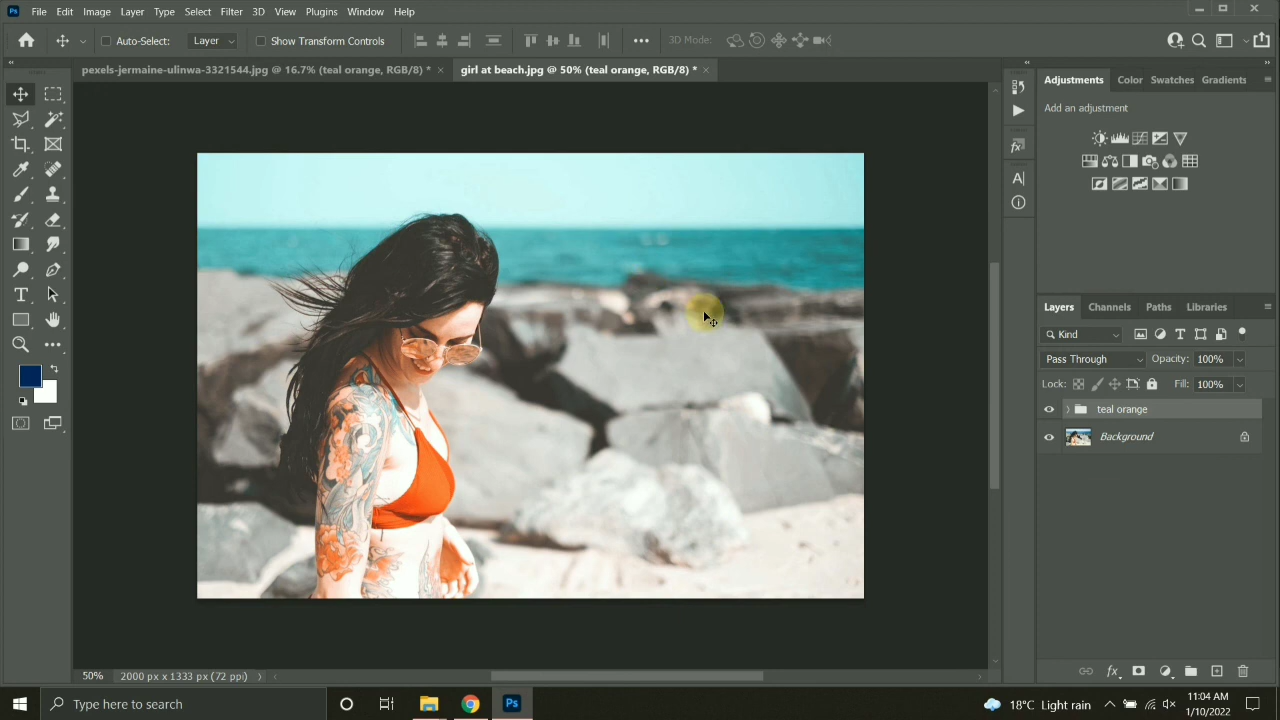 Ps File Edit Image Layer Type Select Filter 3D View Plugins Window Help
Auto-Select: Layer Show Transform Controls 3D Mode:
pexels-jermaine-ulinwa-3321544.jpg @ 16.7% (teal orange, RGB/8) * × girl at beach.jpg @ 50% (teal orange, RGB/8) * ×
Adjustments Color Swatches Gradients
Add an adjustment
Layers Channels Paths Libraries
Kind
Pass Through Opacity: 100%
Lock: Fill: 100%
teal orange
Background
50% 2000 px x 1333 px (72 ppi)
Type here to search
Ps
18°C Light rain
11:04 AM
1/10/2022